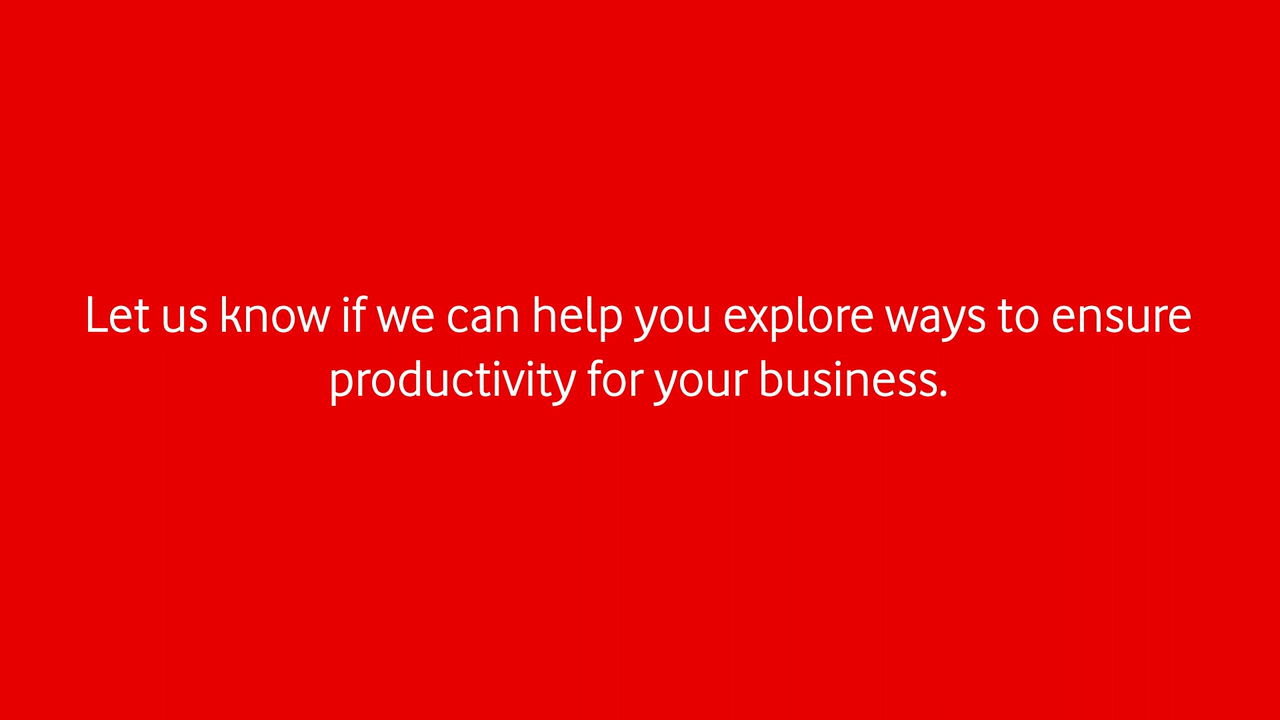 Let us know if we can help you explore ways to ensure
productivity for your business.